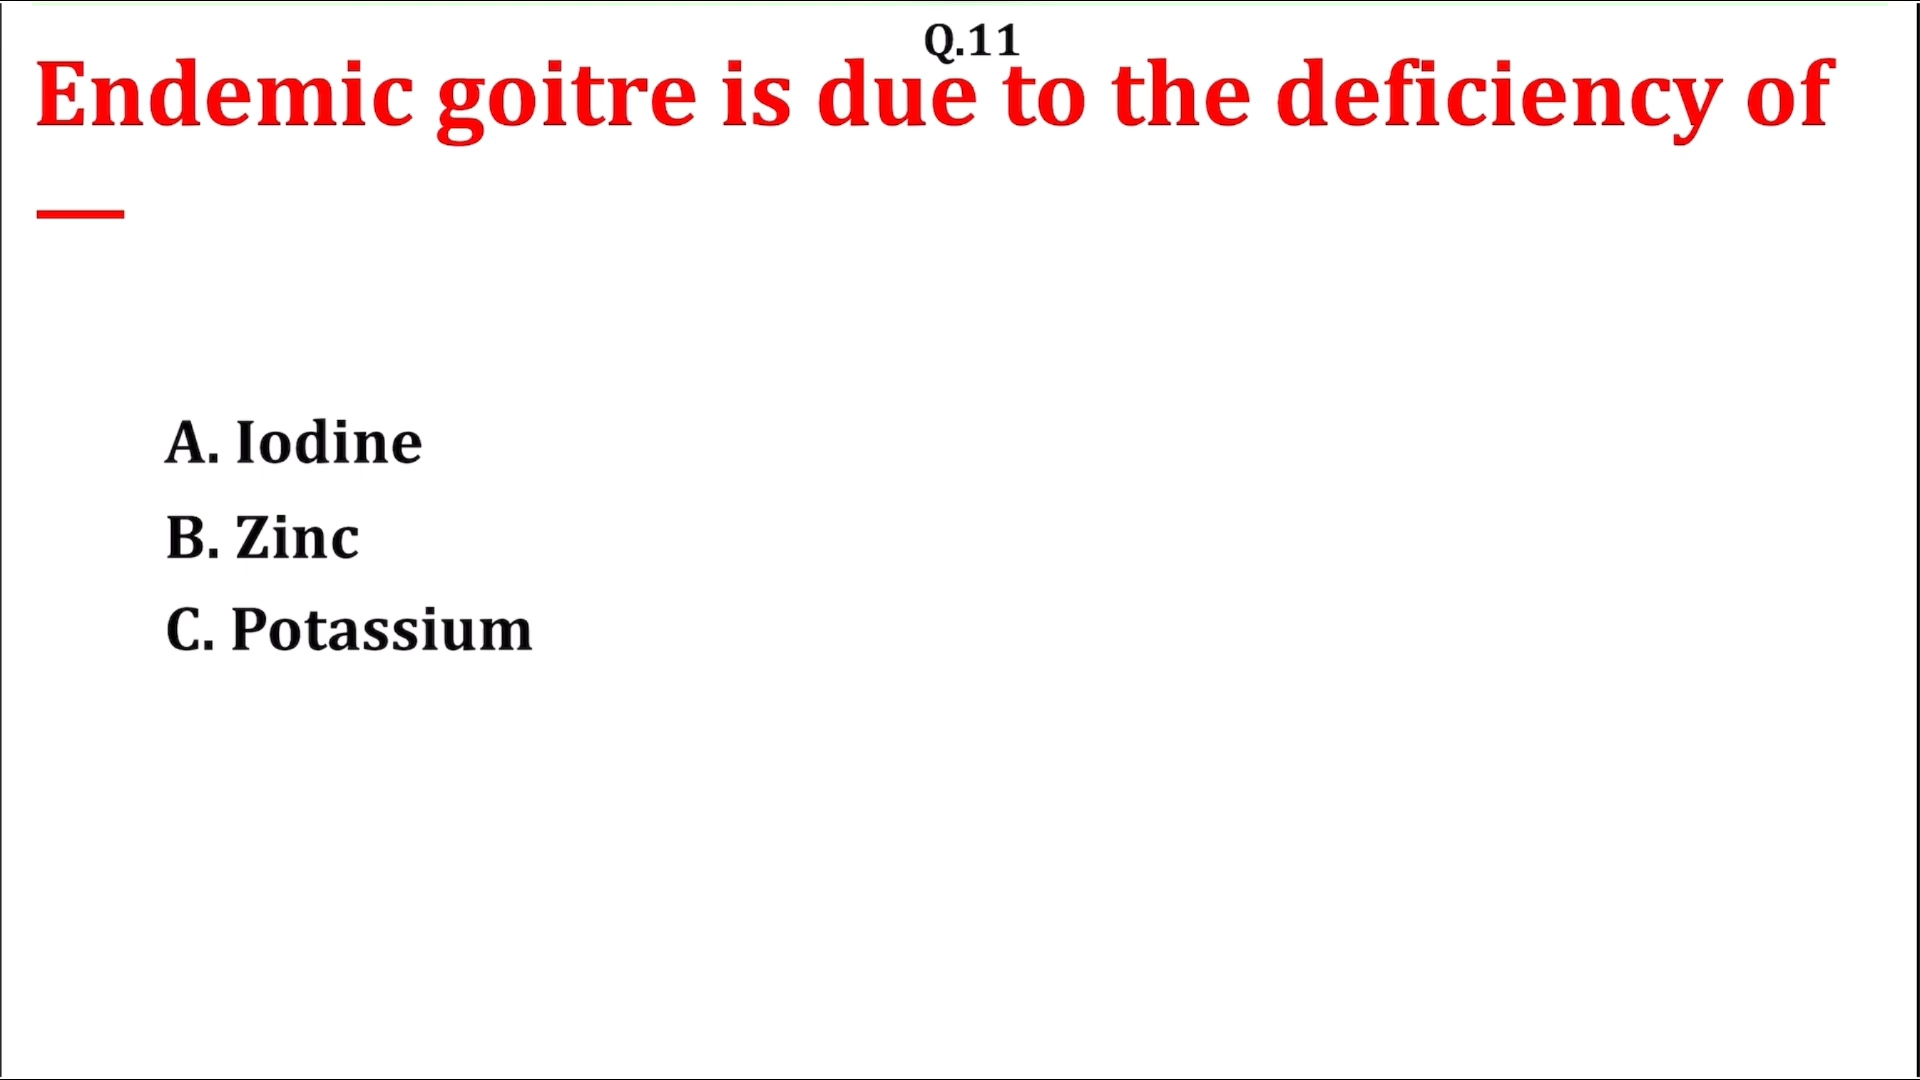 Q.11
Endemic goitre is due to the deficiency of
—
A. Iodine
B. Zinc
C. Potassium